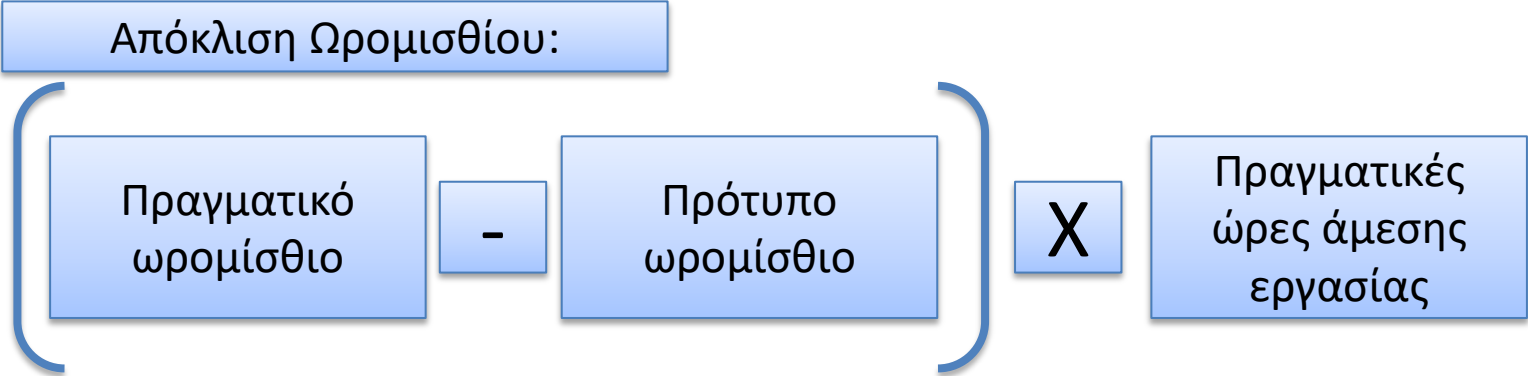 Απόκλιση Ωρομισθίου:
Πραγματικό
ωρομίσθιο
-
Πρότυπο
ωρομίσθιο
X
Πραγματικές
ώρες άμεσης
εργασίας